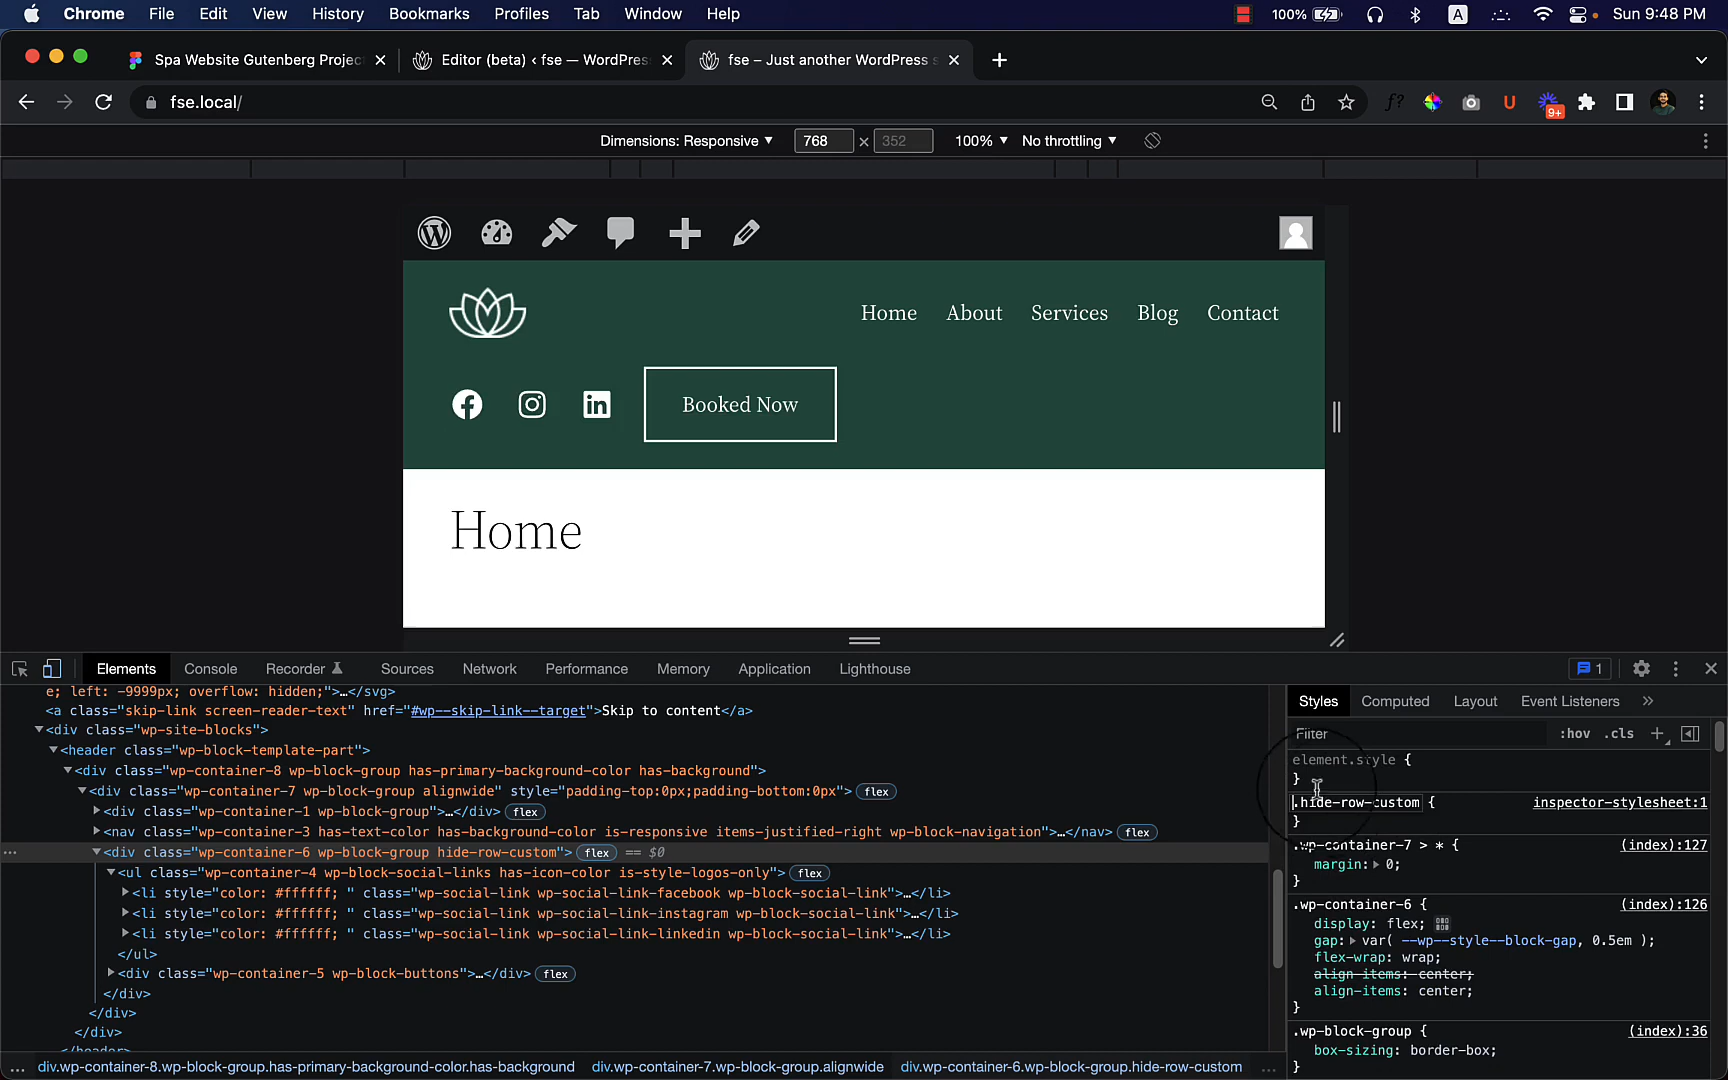 Chrome File Edit View History Bookmarks Profiles Tab Window Help 100% A Sun 9:48 PM
Spa Website Gutenberg Projec Editor (beta) ‹ fse — WordPres fse – Just another WordPress s
fse.local/ f? U 9+
Dimensions: Responsive 768 × 352 100% No throttling
Home About Services Blog Contact
Booked Now
Home
Elements Console Recorder Sources Network Performance Memory Application Lighthouse 1
e; left: -9999px; overflow: hidden;">…</svg>
<a class="skip-link screen-reader-text" href="#wp--skip-link--target">Skip to content</a>
<div class="wp-site-blocks">
<header class="wp-block-template-part">
<div class="wp-container-8 wp-block-group has-primary-background-color has-background">
<div class="wp-container-7 wp-block-group alignwide" style="padding-top:0px;padding-bottom:0px"> flex
<div class="wp-container-1 wp-block-group">…</div> flex
<nav class="wp-container-3 has-text-color has-background-color is-responsive items-justified-right wp-block-navigation">…</nav> flex
… <div class="wp-container-6 wp-block-group hide-row-custom"> flex == $0
<ul class="wp-container-4 wp-block-social-links has-icon-color is-style-logos-only"> flex
<li style="color: #ffffff; " class="wp-social-link wp-social-link-facebook wp-block-social-link">…</li>
<li style="color: #ffffff; " class="wp-social-link wp-social-link-instagram wp-block-social-link">…</li>
<li style="color: #ffffff; " class="wp-social-link wp-social-link-linkedin wp-block-social-link">…</li>
</ul>
<div class="wp-container-5 wp-block-buttons">…</div> flex
</div>
</div>
</div>
</header>
… div.wp-container-8.wp-block-group.has-primary-background-color.has-background div.wp-container-7.wp-block-group.alignwide div.wp-container-6.wp-block-group.hide-row-custom …
Styles Computed Layout Event Listeners »
Filter :hov .cls +
element.style {
}
.hide-row-custom { inspector-stylesheet:1
}
.wp-container-7 > * { (index):127
margin: 0;
}
.wp-container-6 { (index):126
display: flex;
gap: var( --wp--style--block-gap, 0.5em );
flex-wrap: wrap;
align-items: center;
align-items: center;
}
.wp-block-group { (index):36
box-sizing: border-box;
}